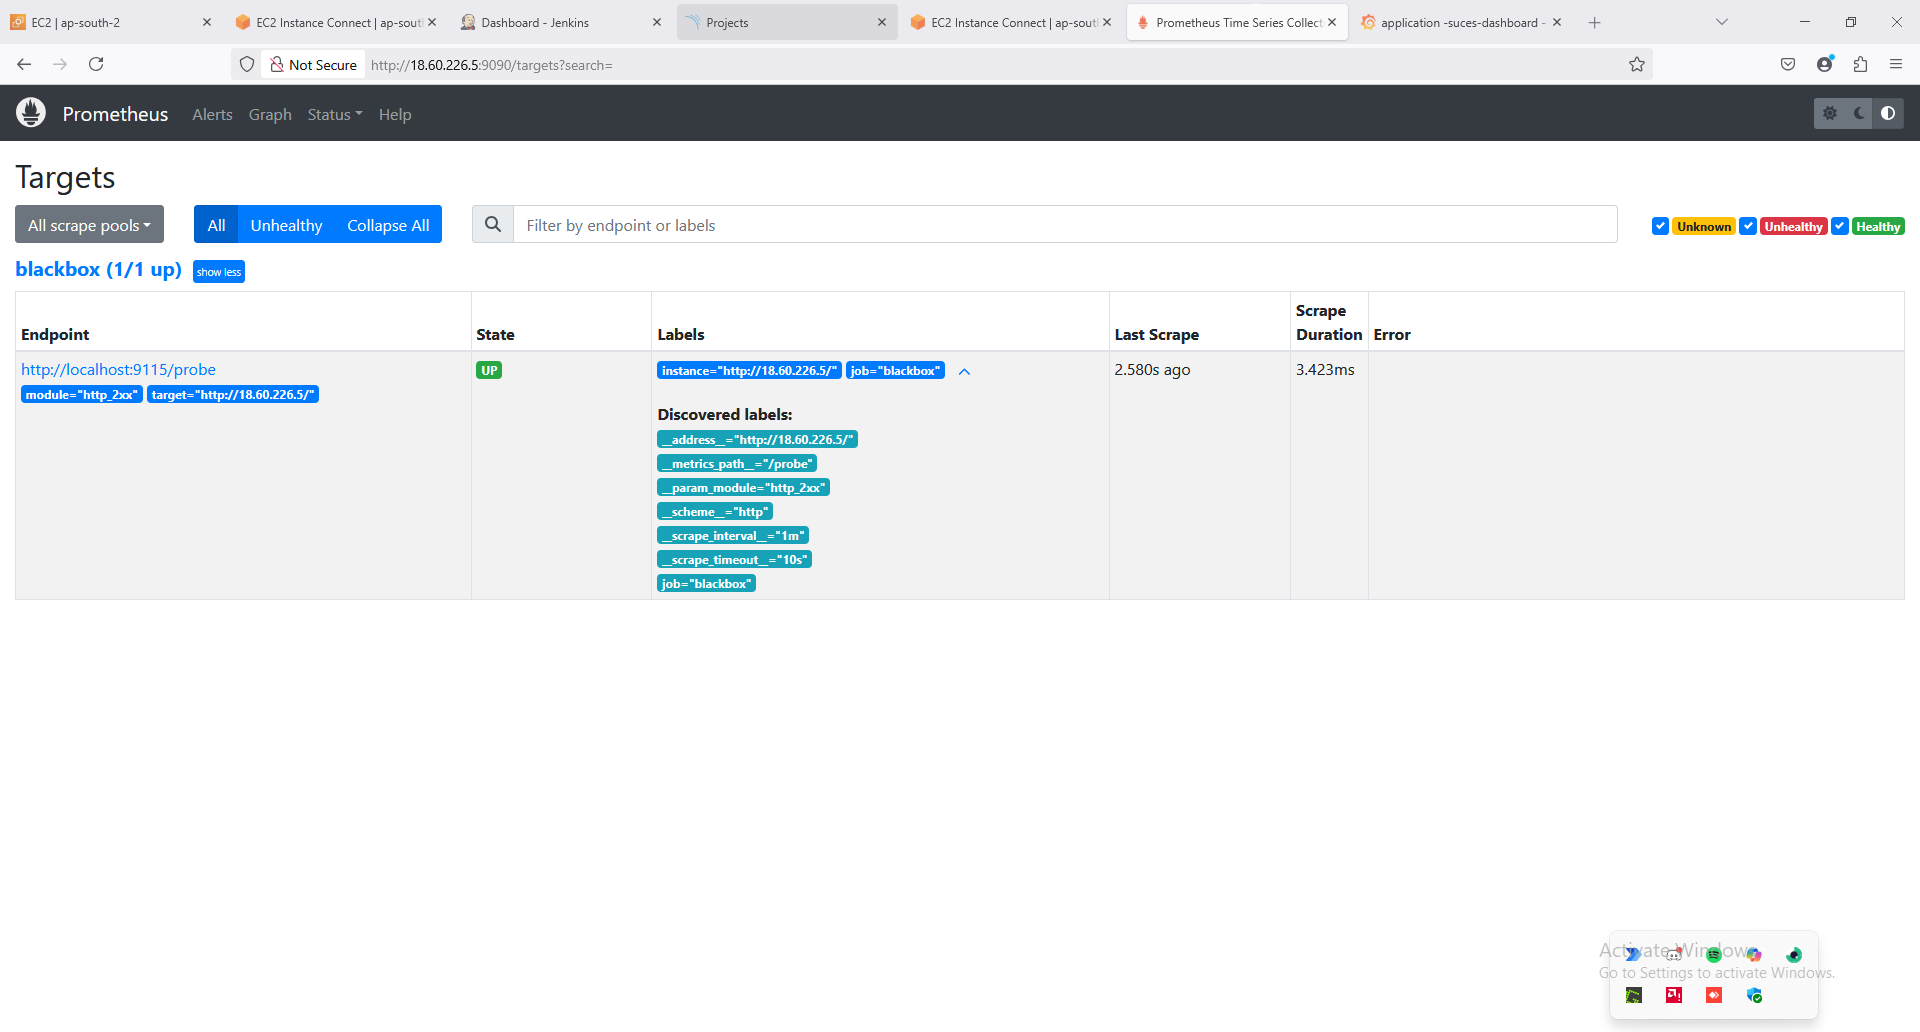 EC2 | ap-south-2
EC2 Instance Connect | ap-sout
Dashboard - Jenkins
Projects
EC2 Instance Connect | ap-sout
Prometheus Time Series Collect
application -suces-dashboard -
Not Secure
http://18.60.226.5:9090/targets?search=
Prometheus
Alerts
Graph
Status
Help
Targets
All scrape pools
All
Unhealthy
Collapse All
Filter by endpoint or labels
Unknown
Unhealthy
Healthy
blackbox (1/1 up)
show less
Endpoint
State
Labels
Last Scrape
Scrape
Duration
Error
http://localhost:9115/probe
module="http_2xx"
target="http://18.60.226.5/"
UP
instance="http://18.60.226.5/"
job="blackbox"
2.580s ago
3.423ms
Discovered labels:
__address__="http://18.60.226.5/"
__metrics_path__="/probe"
__param_module="http_2xx"
__scheme__="http"
__scrape_interval__="1m"
__scrape_timeout__="10s"
job="blackbox"
Activate Windows
Go to Settings to activate Windows.